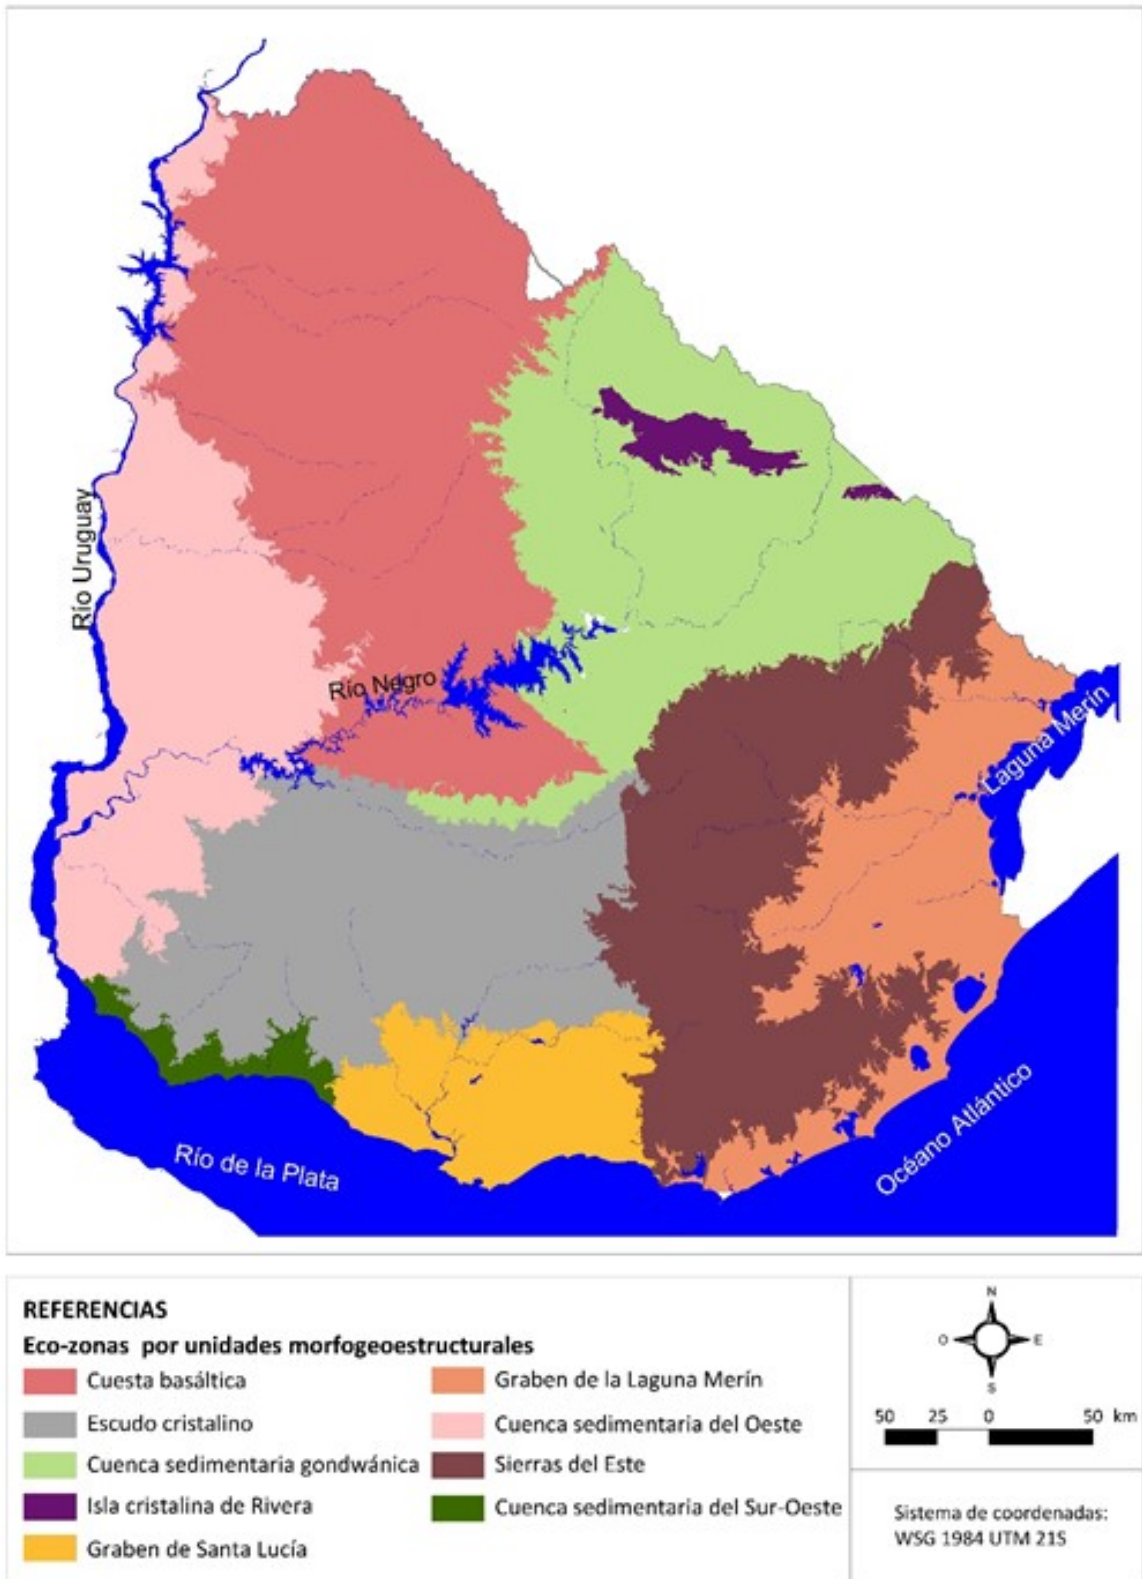 Río Uruguay
Río Negro
Laguna Merín
Océano Atlántico
Río de la Plata
REFERENCIAS
Eco-zonas por unidades morfogeoestructurales
Cuesta basáltica
Escudo cristalino
Cuenca sedimentaria gondwánica
Isla cristalina de Rivera
Graben de Santa Lucía
Graben de la Laguna Merín
Cuenca sedimentaria del Oeste
Sierras del Este
Cuenca sedimentaria del Sur-Oeste
N
O E
S
50 25 0 50 km
Sistema de coordenadas:
WSG 1984 UTM 21S